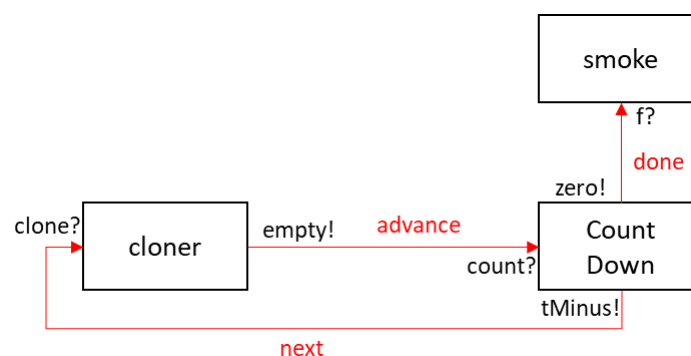 smoke
f?
done
zero!
clone?
cloner
empty!
advance
count?
Count
Down
tMinus!
next